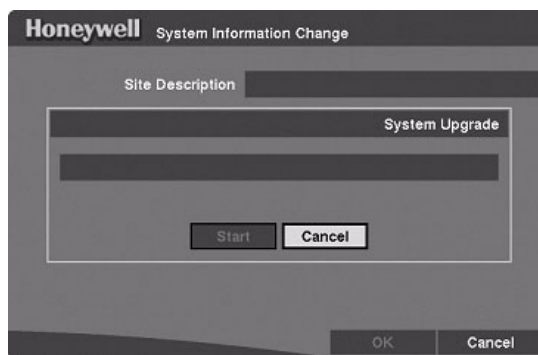 Honeywell System Information Change
Site Description
System Upgrade
Start Cancel
OK Cancel